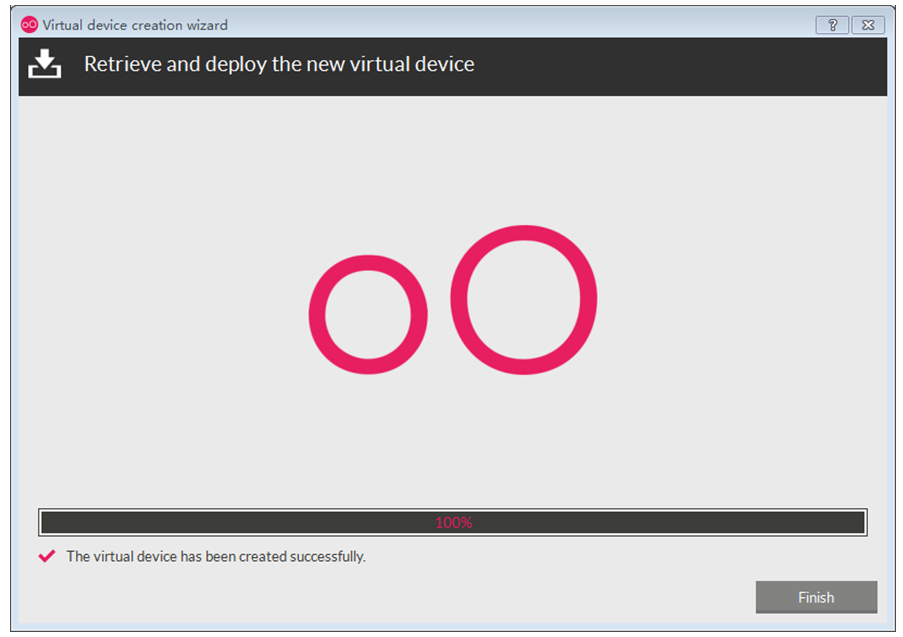 Virtual device creation wizard
Retrieve and deploy the new virtual device
100%
The virtual device has been created successfully.
Finish